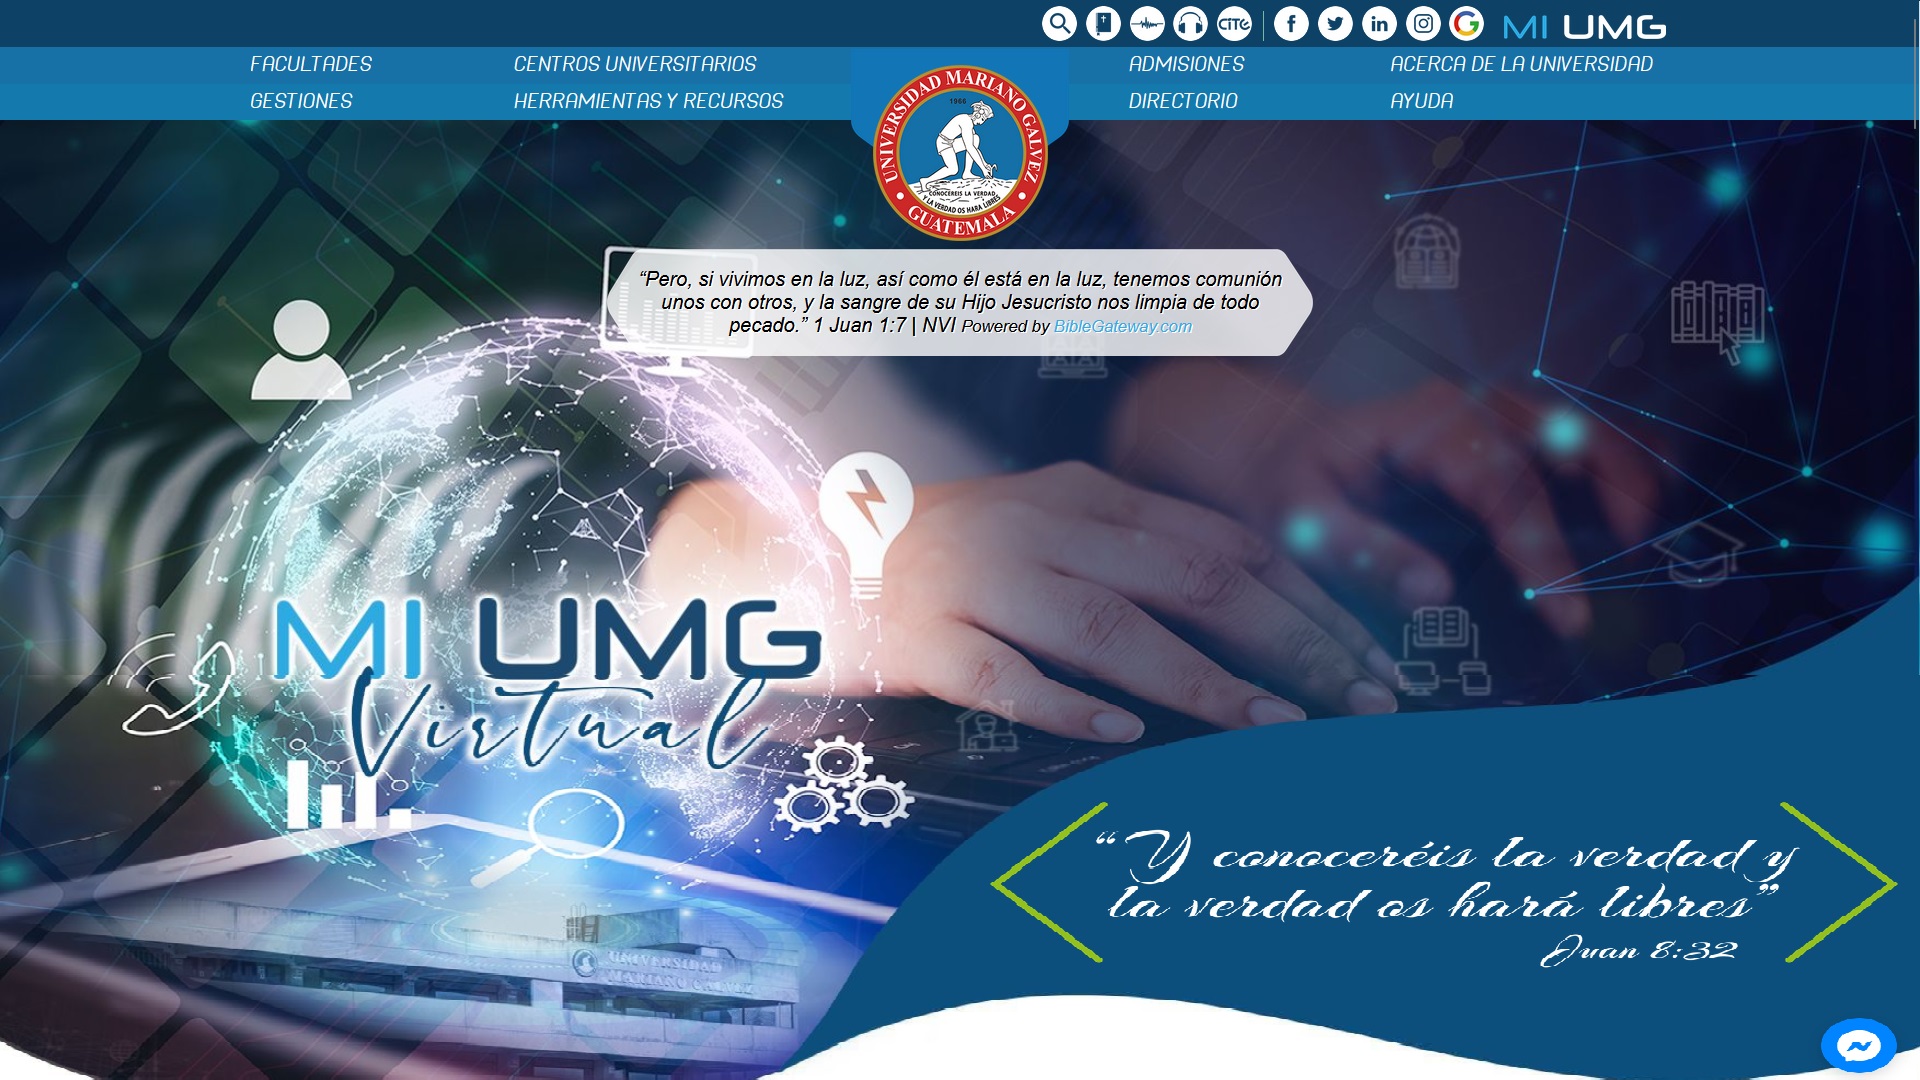 CiTE
MI UMG
FACULTADES
CENTROS UNIVERSITARIOS
ADMISIONES
ACERCA DE LA UNIVERSIDAD
GESTIONES
HERRAMIENTAS Y RECURSOS
DIRECTORIO
AYUDA
UNIVERSIDAD MARIANO GALVEZ
1966
CONOCEREIS LA VERDAD
Y LA VERDAD OS HARA LIBRES
GUATEMALA
“Pero, si vivimos en la luz, así como él está en la luz, tenemos comunión
unos con otros, y la sangre de su Hijo Jesucristo nos limpia de todo
pecado.” 1 Juan 1:7 | NVI Powered by BibleGateway.com
MI UMG
Virtual
UNIVERSIDAD
MARIANO GALVEZ
“Y conoceréis la verdad y
la verdad os hará libres”
Juan 8:32